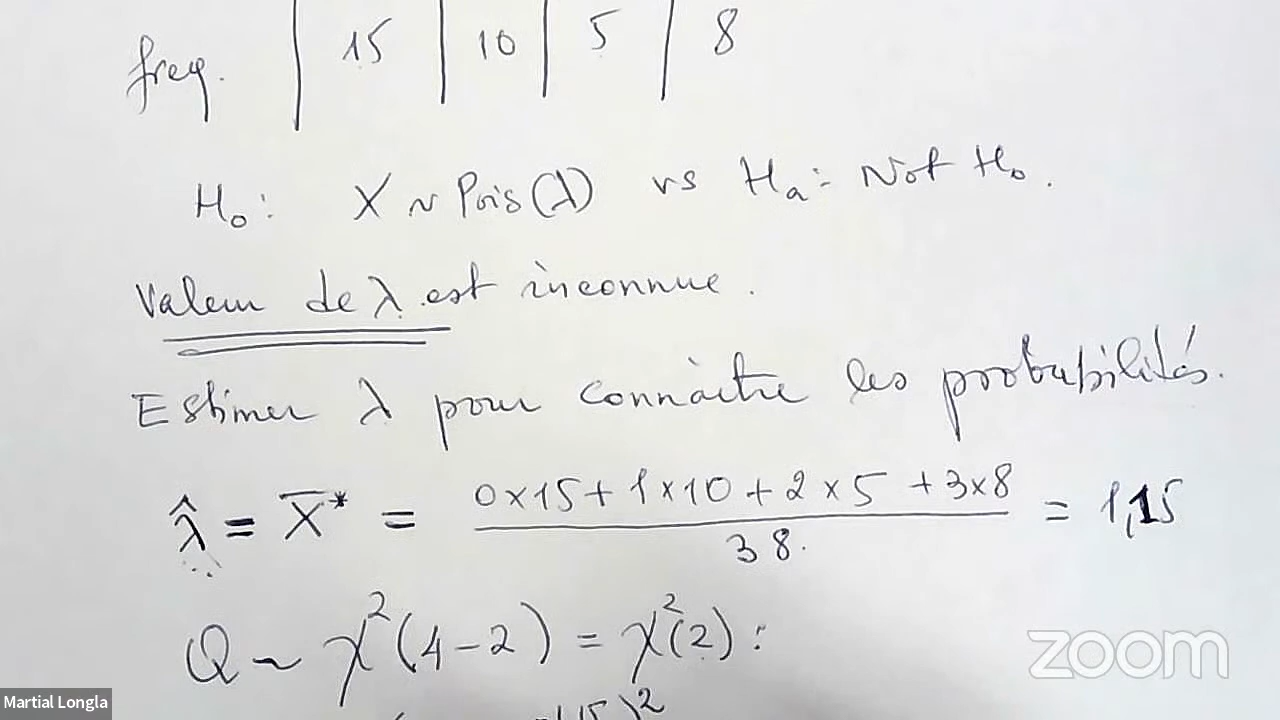 freq. | 15 | 10 | 5 | 8
H₀: X ~ Pois(λ) vs Hₐ: Not H₀.
Valeur de λ est inconnue.
Estimer λ pour connaître les probabilités.
λ̂ = X̅* = (0×15 + 1×10 + 2×5 + 3×8) / 38. = 1,15
Q ~ χ²(4-2) = χ²(2):
zoom
Martial Longla